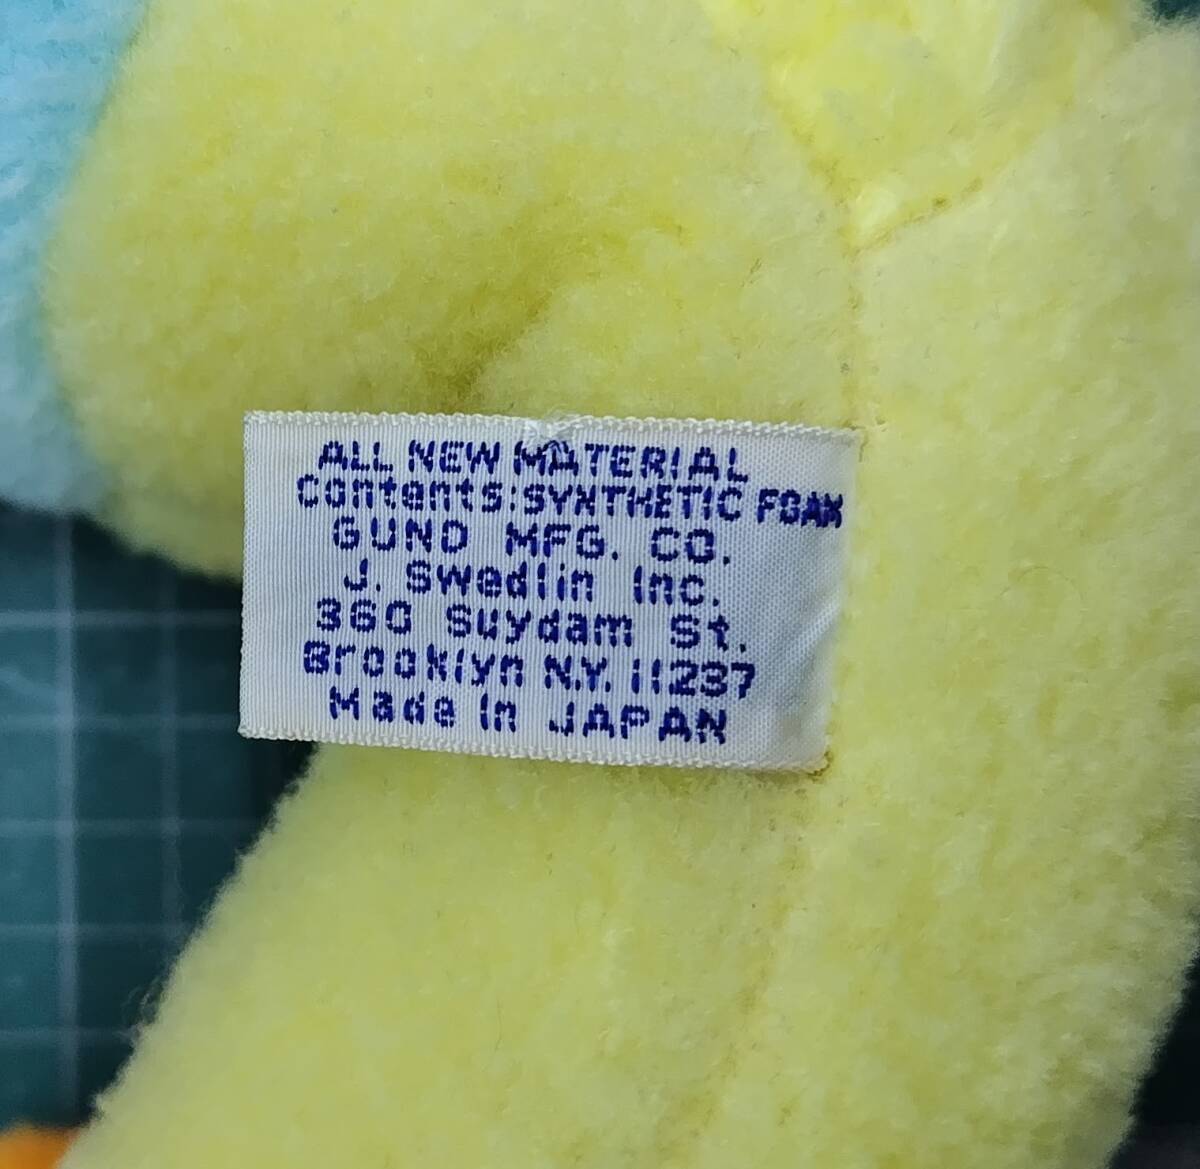 ALL NEW MATERIAL
Contents:SYNTHETIC FOAM
GUND MFG. CO.
J. Swedlin Inc.
360 Suydam St.
Brooklyn N.Y. 11237
Made in JAPAN